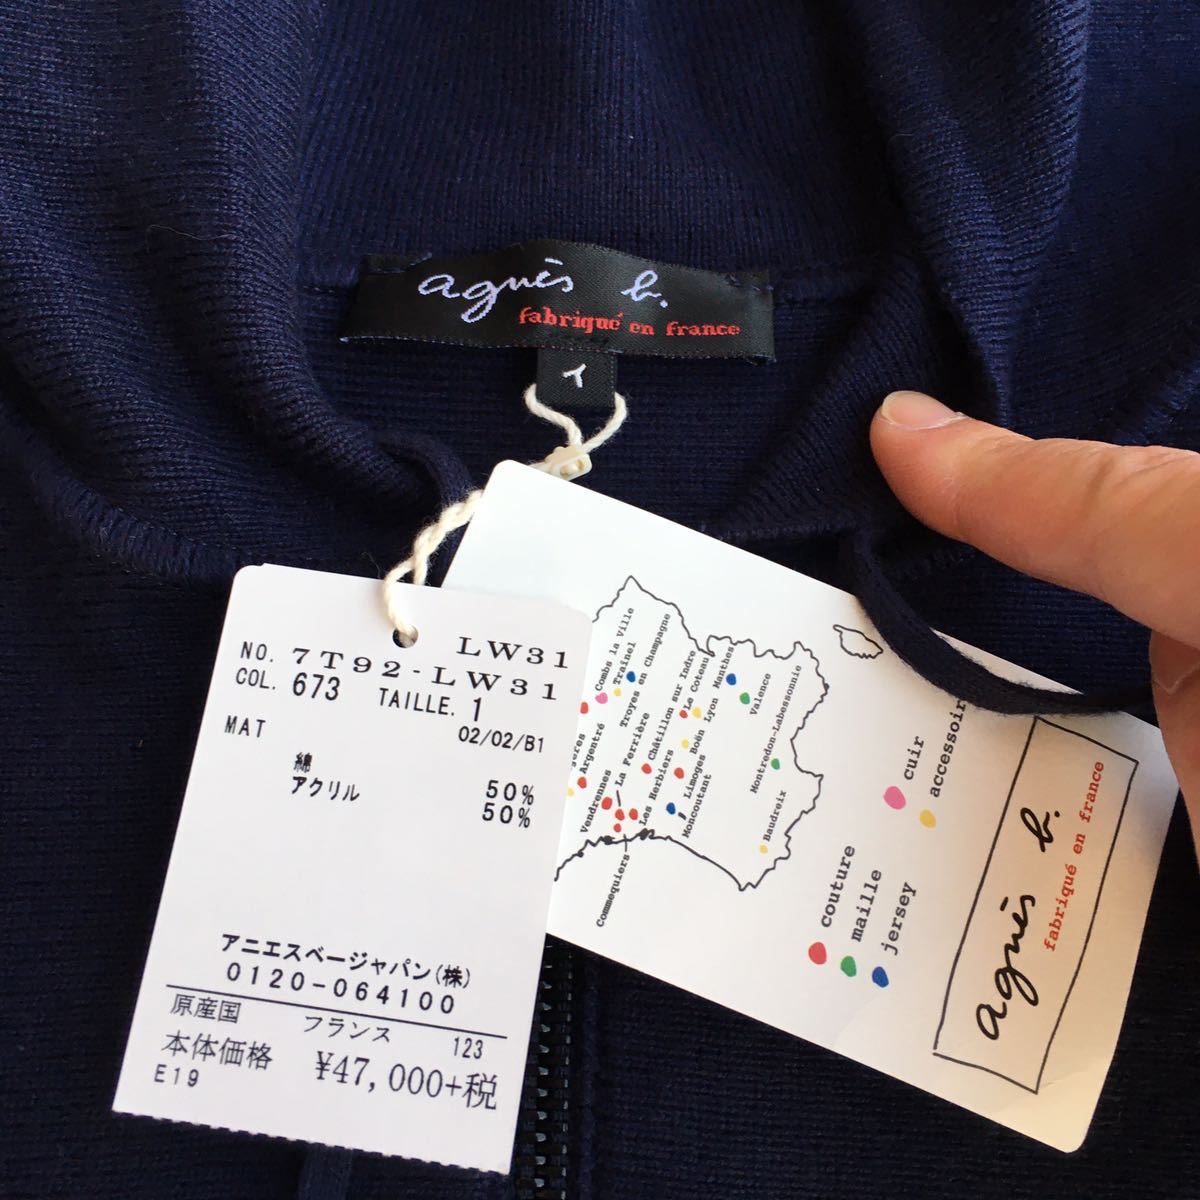 agnès b.
fabriqué en france
LW31
NO. 7T92-LW31
COL. 673 TAILLE. 1
02/02/B1
MAT
綿 50%
アクリル 50%
アニエスベージャパン(株)
0120-064100
原産国 フランス 123
本体価格 ¥47,000+税
E19
Combs la Ville
Trainel
Troyes en Champagne
Argentré
La Ferrière
Vendrennes
Les Herbiers
Châtillon sur Indre
Le Coteau
Lyon
Manthes
Boën
Limoges
Moncoutant
Valence
Montredon-Labessonnie
Baudreix
Commequiers
cuir
accessoir
couture
maille
jersey
agnès b.
fabriqué en france